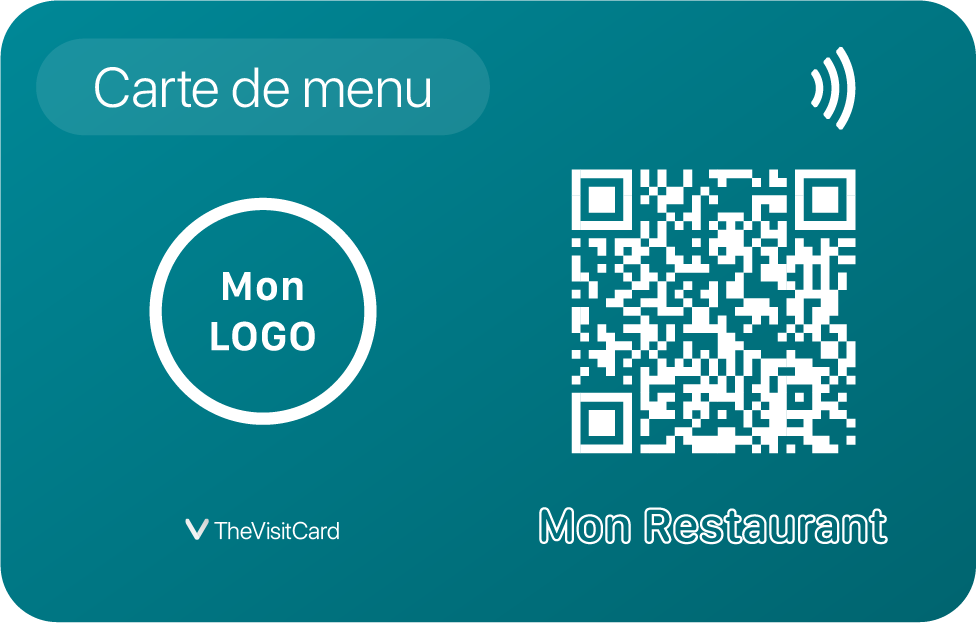 Carte de menu
Mon
LOGO
TheVisitCard
Mon Restaurant